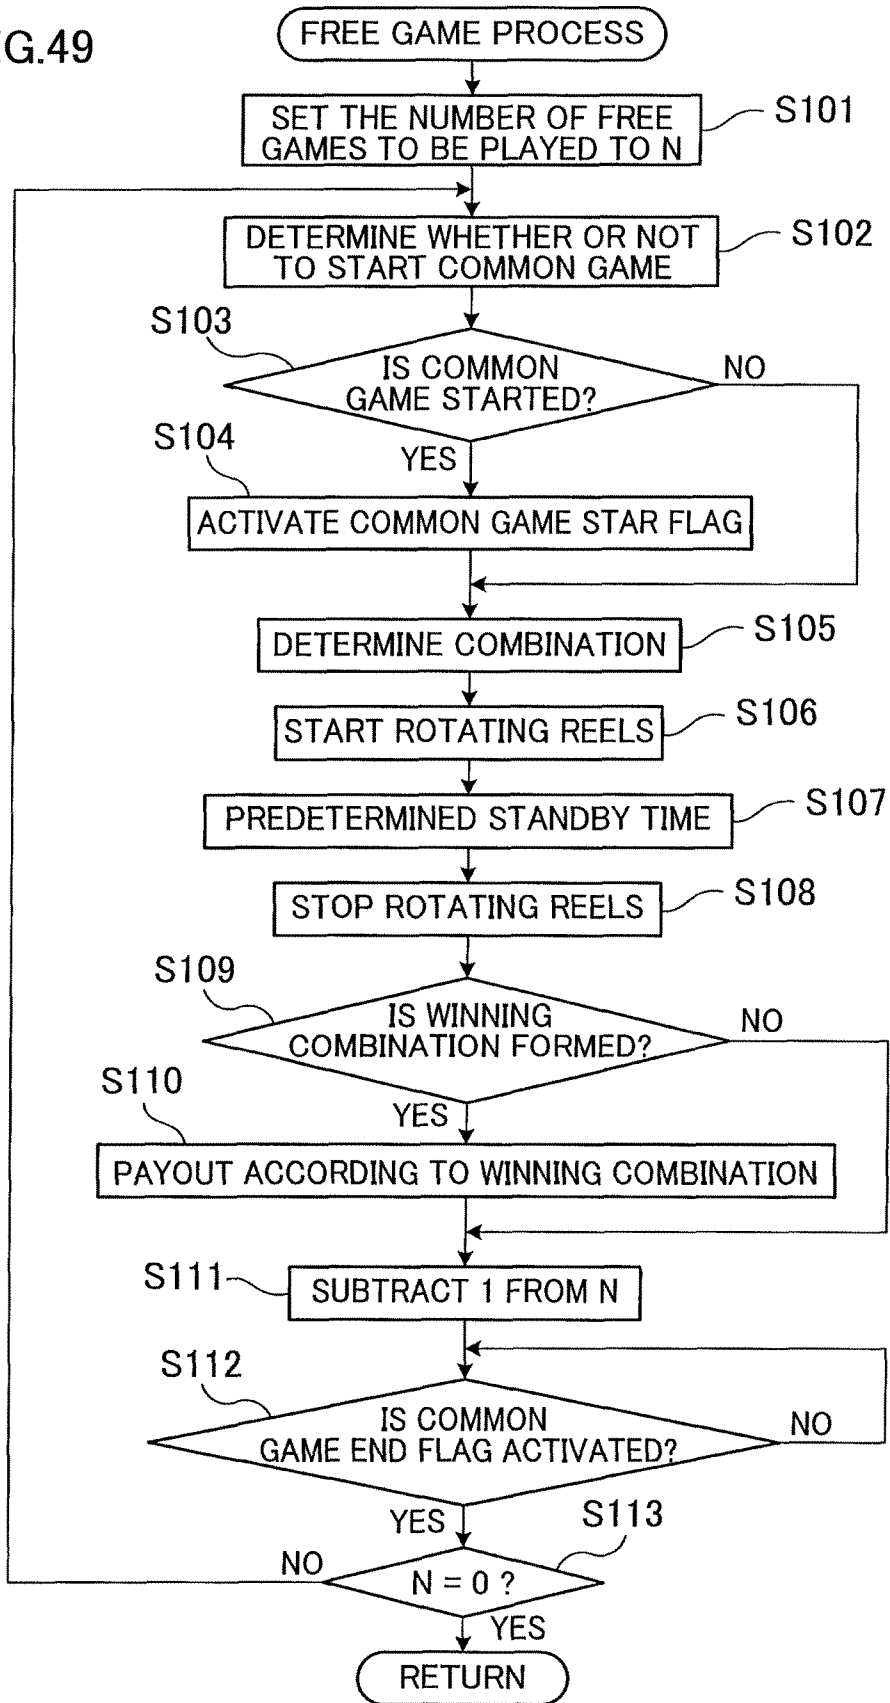 G.49
FREE GAME PROCESS
SET THE NUMBER OF FREE
GAMES TO BE PLAYED TO N
S101
DETERMINE WHETHER OR NOT
TO START COMMON GAME
S102
S103
IS COMMON
GAME STARTED?
NO
YES
S104
ACTIVATE COMMON GAME STAR FLAG
DETERMINE COMBINATION
S105
START ROTATING REELS
S106
PREDETERMINED STANDBY TIME
S107
STOP ROTATING REELS
S108
S109
IS WINNING
COMBINATION FORMED?
NO
YES
S110
PAYOUT ACCORDING TO WINNING COMBINATION
S111
SUBTRACT 1 FROM N
S112
IS COMMON
GAME END FLAG ACTIVATED?
NO
YES
S113
N = 0 ?
NO
YES
RETURN